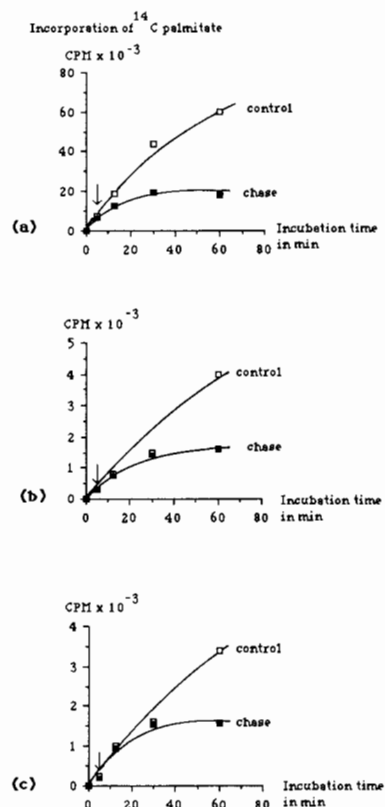 Incorporation of 14C palmitate
CPM x 10-3
80
60
40
20
0
control
chase
(a)
0 20 40 60 80
Incubation time
in min
CPM x 10-3
5
4
3
2
1
0
control
chase
(b)
0 20 40 60 80
Incubation time
in min
CPM x 10-3
4
3
2
1
0
control
chase
(c)
0 20 40 60 80
Incubation time
in min